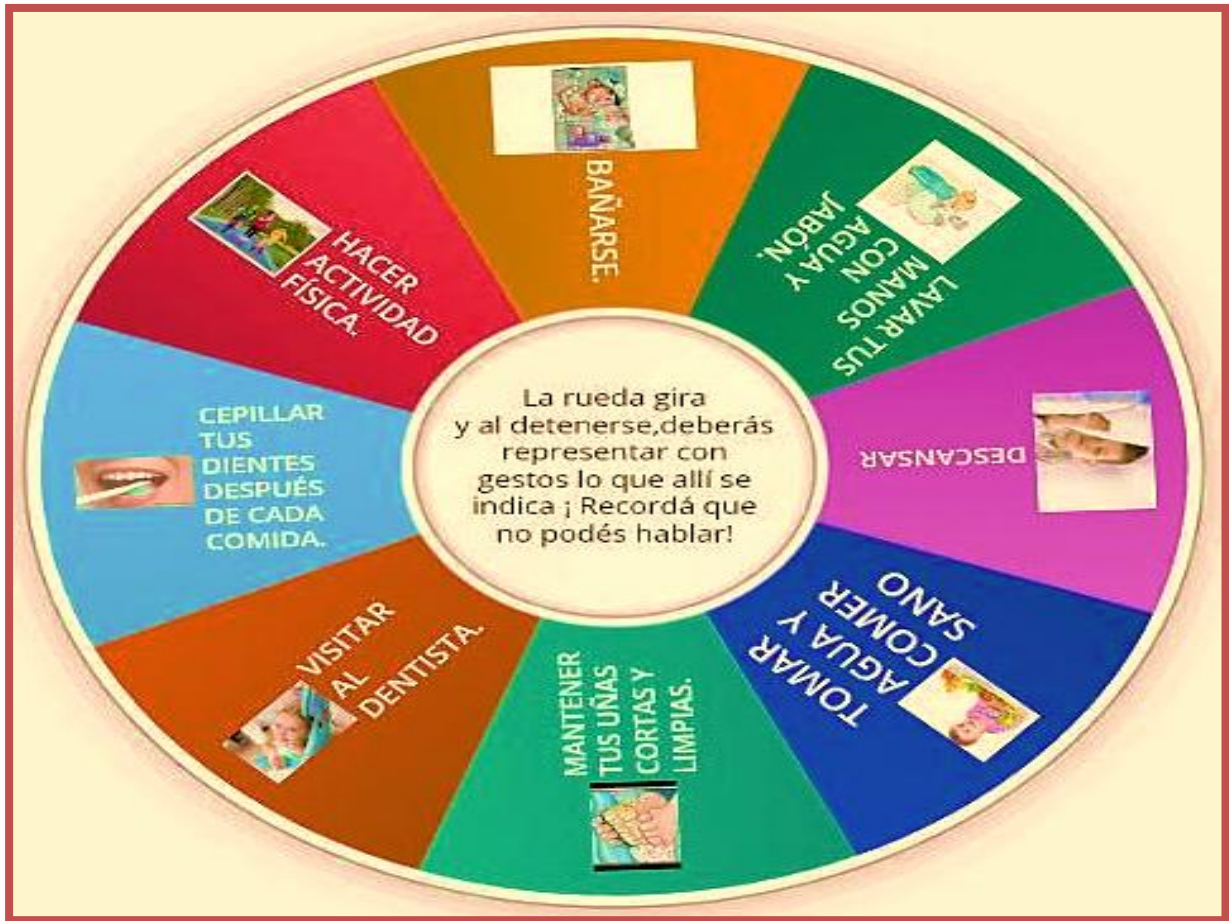 La rueda gira
y al detenerse,deberás
representar con
gestos lo que allí se
indica ¡ Recordá que
no podés hablar!
BAÑARSE.
LAVAR TUS
MANOS
CON
AGUA Y
JABÓN.
DESCANSAR
TOMAR
AGUA Y
COMER
SANO
MANTENER
TUS UÑAS
CORTAS Y
LIMPIAS.
VISITAR
AL
DENTISTA.
CEPILLAR
TUS
DIENTES
DESPUÉS
DE CADA
COMIDA.
HACER
ACTIVIDAD
FÍSICA.